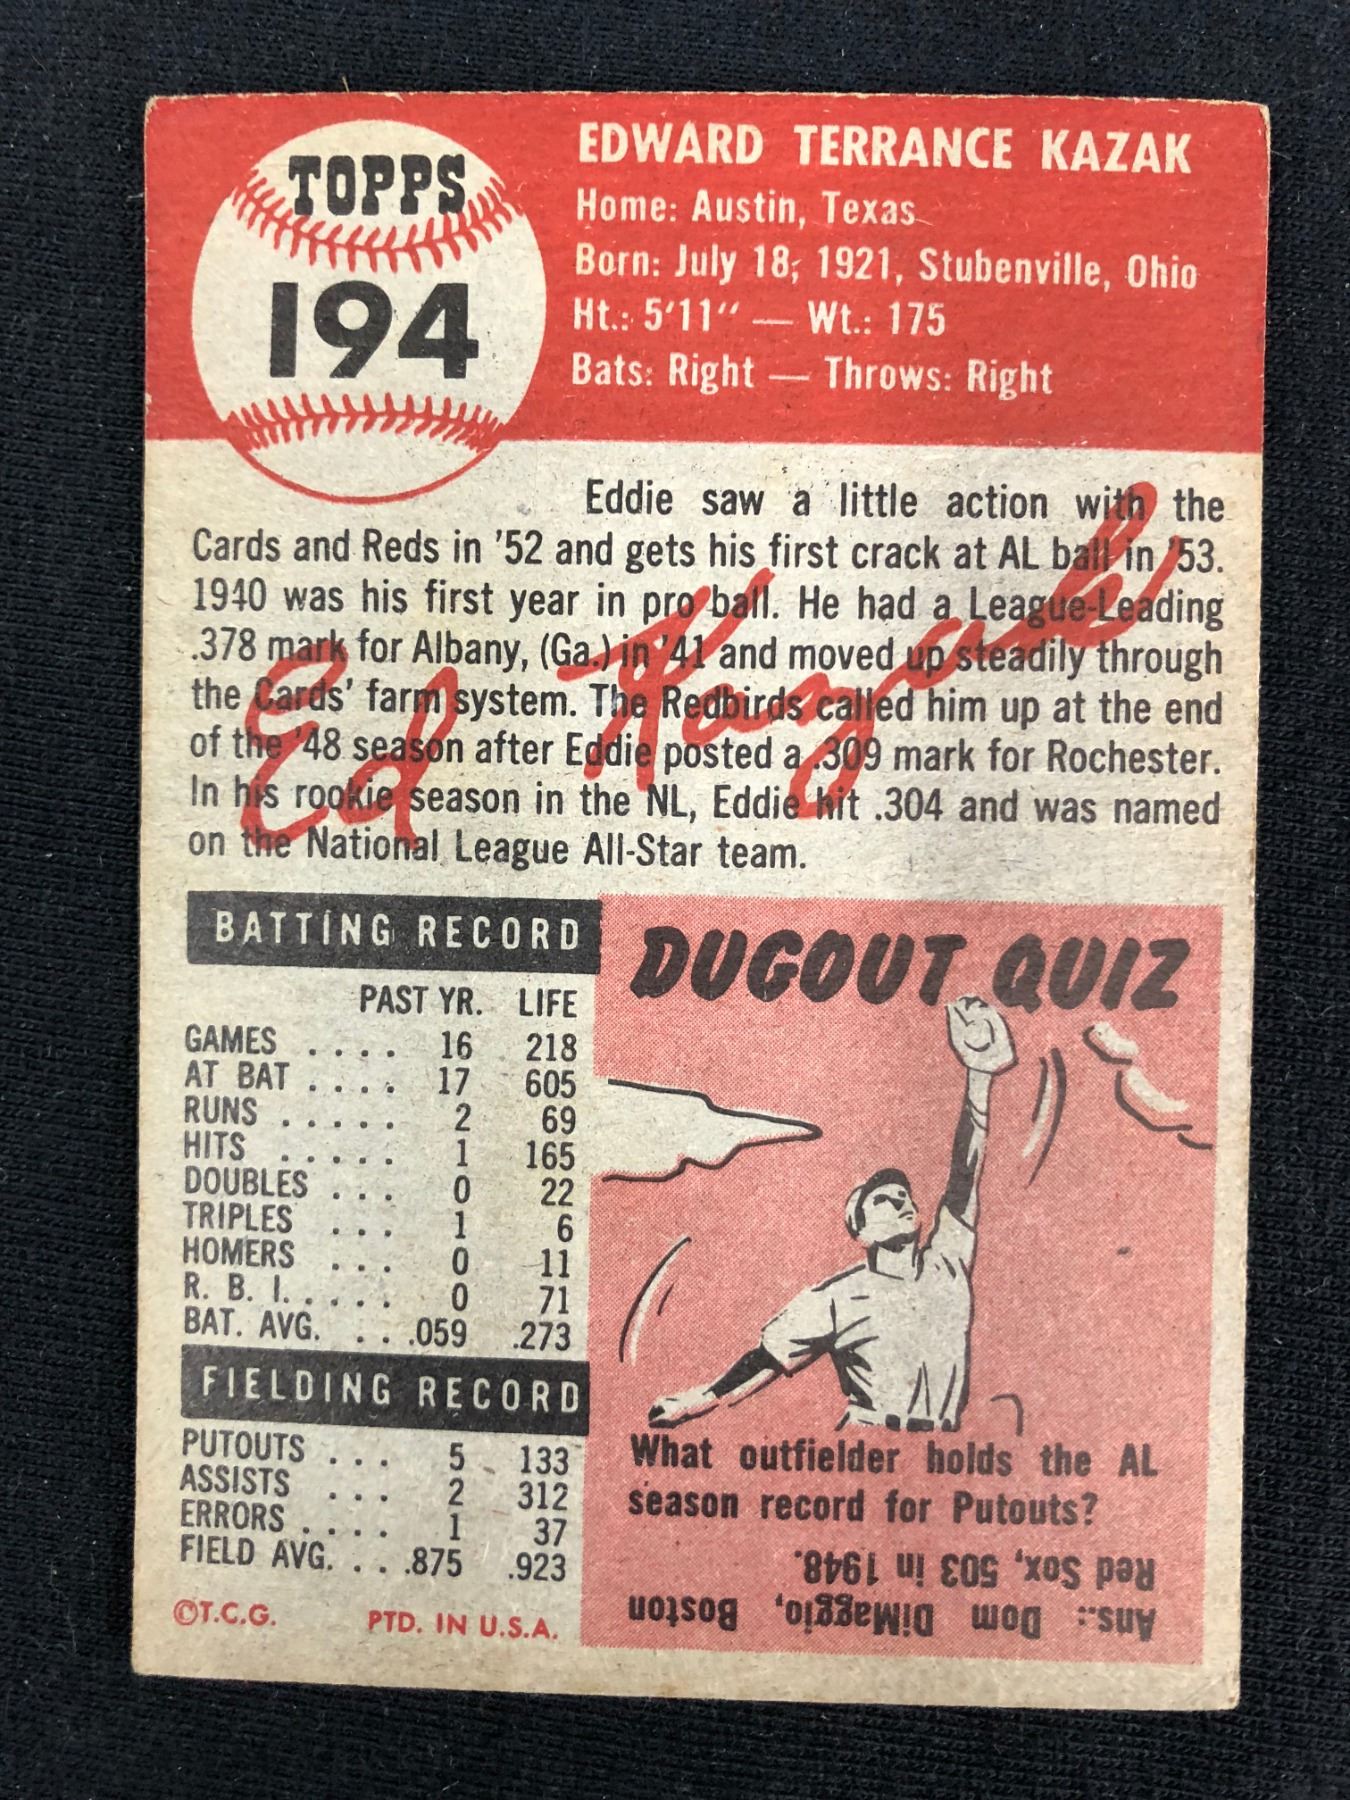 TOPPS
194
EDWARD TERRANCE KAZAK
Home: Austin, Texas
Born: July 18, 1921, Stubenville, Ohio
Ht.: 5'11" — Wt.: 175
Bats: Right — Throws: Right
Eddie saw a little action with the
Cards and Reds in '52 and gets his first crack at AL ball in '53.
1940 was his first year in pro ball. He had a League-Leading
.378 mark for Albany, (Ga.) in '41 and moved up steadily through
the Cards' farm system. The Redbirds called him up at the end
of the '48 season after Eddie posted a .309 mark for Rochester.
In his rookie season in the NL, Eddie hit .304 and was named
on the National League All-Star team.
Ed Kazak
BATTING RECORD
PAST YR. LIFE
GAMES .... 16 218
AT BAT .... 17 605
RUNS ..... 2 69
HITS ..... 1 165
DOUBLES ... 0 22
TRIPLES ... 1 6
HOMERS ... 0 11
R. B. I. .... 0 71
BAT. AVG. ... .059 .273
FIELDING RECORD
PUTOUTS ... 5 133
ASSISTS ... 2 312
ERRORS .... 1 37
FIELD AVG. ... .875 .923
©T.C.G. PTD. IN U.S.A.
DUGOUT QUIZ
What outfielder holds the AL
season record for Putouts?
Ans.: Dom DiMaggio, Boston
Red Sox, 503 in 1948.